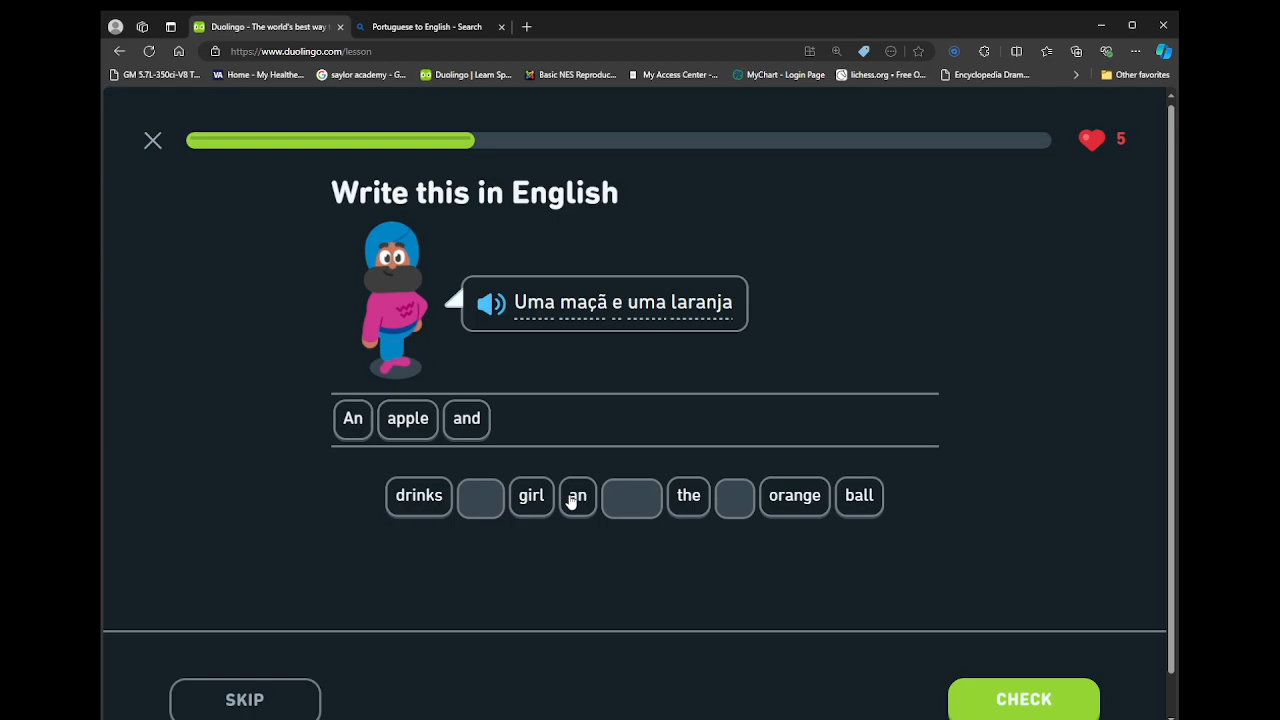 Duolingo - The world's best way t
Portuguese to English - Search
https://www.duolingo.com/lesson
GM 5.7L-350ci-V8 T...
Home - My Healthe...
saylor academy - G...
Duolingo | Learn Sp...
Basic NES Reproduc...
My Access Center -...
MyChart - Login Page
lichess.org • Free O...
Encyclopedia Dram...
Other favorites
5
Write this in English
Uma maçã e uma laranja
An apple and
drinks girl an the orange ball
SKIP
CHECK